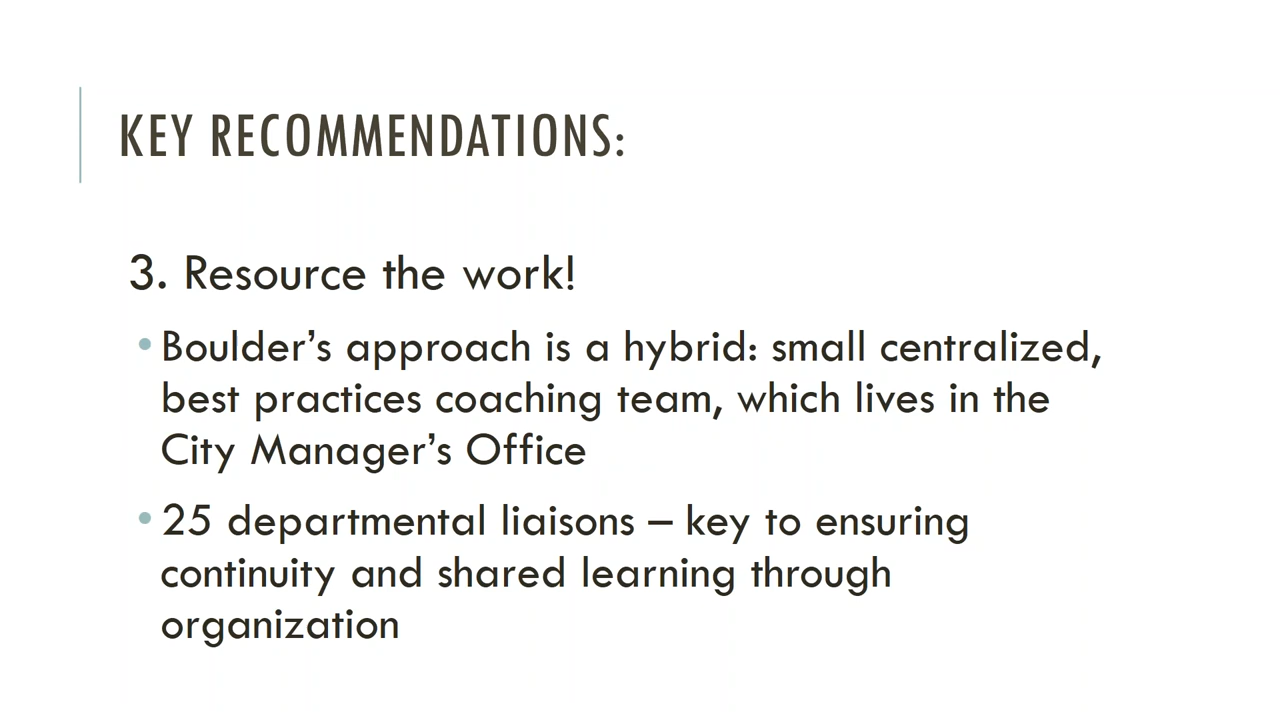 KEY RECOMMENDATIONS:
3. Resource the work!
• Boulder’s approach is a hybrid: small centralized,
best practices coaching team, which lives in the
City Manager’s Office
• 25 departmental liaisons – key to ensuring
continuity and shared learning through
organization